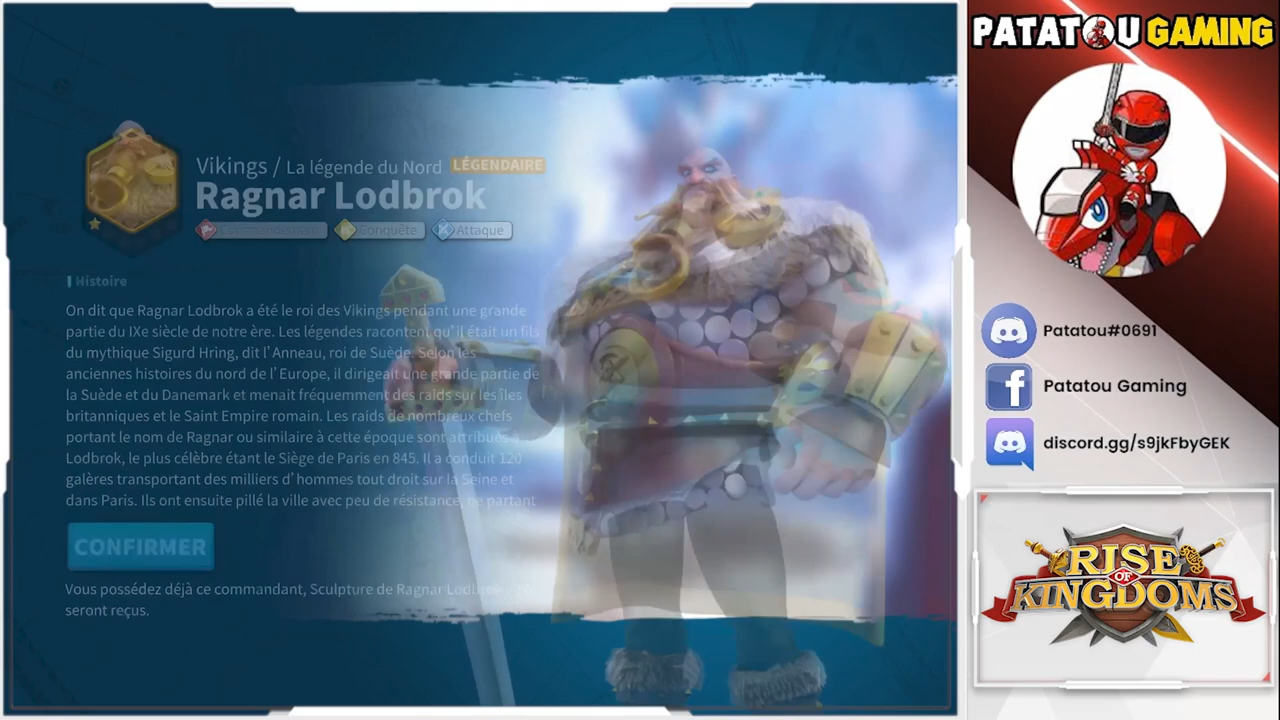 PATATOU GAMING
Vikings / La légende du Nord LÉGENDAIRE
Ragnar Lodbrok
Commandement Conquête Attaque
Histoire
On dit que Ragnar Lodbrok a été le roi des Vikings pendant une grande
partie du IXe siècle de notre ère. Les légendes racontent qu'il était un fils
du mythique Sigurd Hring, dit l'Anneau, roi de Suède. Selon les
anciennes histoires du nord de l'Europe, il dirigeait une grande partie de
la Suède et du Danemark et menait fréquemment des raids sur les îles
britanniques et le Saint Empire romain. Les raids de nombreux chefs
portant le nom de Ragnar ou similaire à cette époque sont attribués à
Lodbrok, le plus célèbre étant le Siège de Paris en 845. Il a conduit 120
galères transportant des milliers d'hommes tout droit sur la Seine et
dans Paris. Ils ont ensuite pillé la ville avec peu de résistance, ne partant
CONFIRMER
Vous possédez déjà ce commandant, Sculpture de Ragnar Lodbrok
seront reçus.
Patatou#0691
Patatou Gaming
discord.gg/s9jkFbyGEK
RISE
OF
KINGDOMS